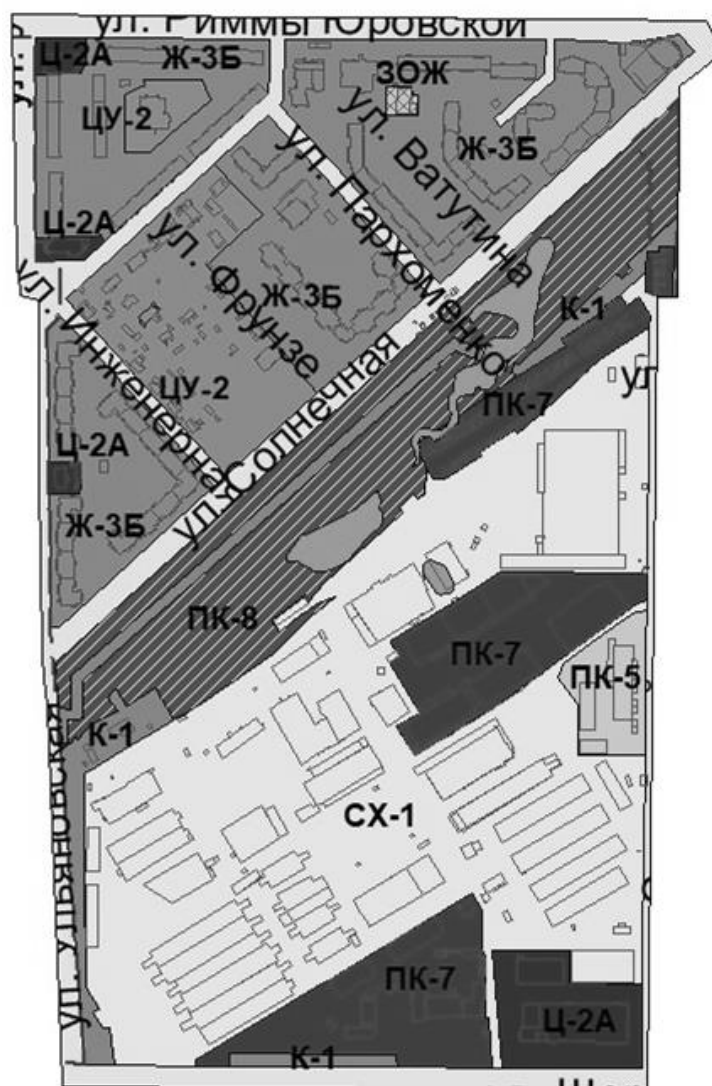 ул. Риммы Юровской
Ц-2А
Ж-3Б
ЗОЖ
ЦУ-2
ул. Ватутина
Ж-3Б
ул. Пархоменко
Ц-2А
ул. Фрунзе
Ж-3Б
К-1
ул. Инженерная
ЦУ-2
ул. Солнечная
ПК-7
ул
Ц-2А
Ж-3Б
ПК-8
ПК-7
ПК-5
К-1
ул. Ульяновская
СХ-1
ПК-7
Ц-2А
К-1